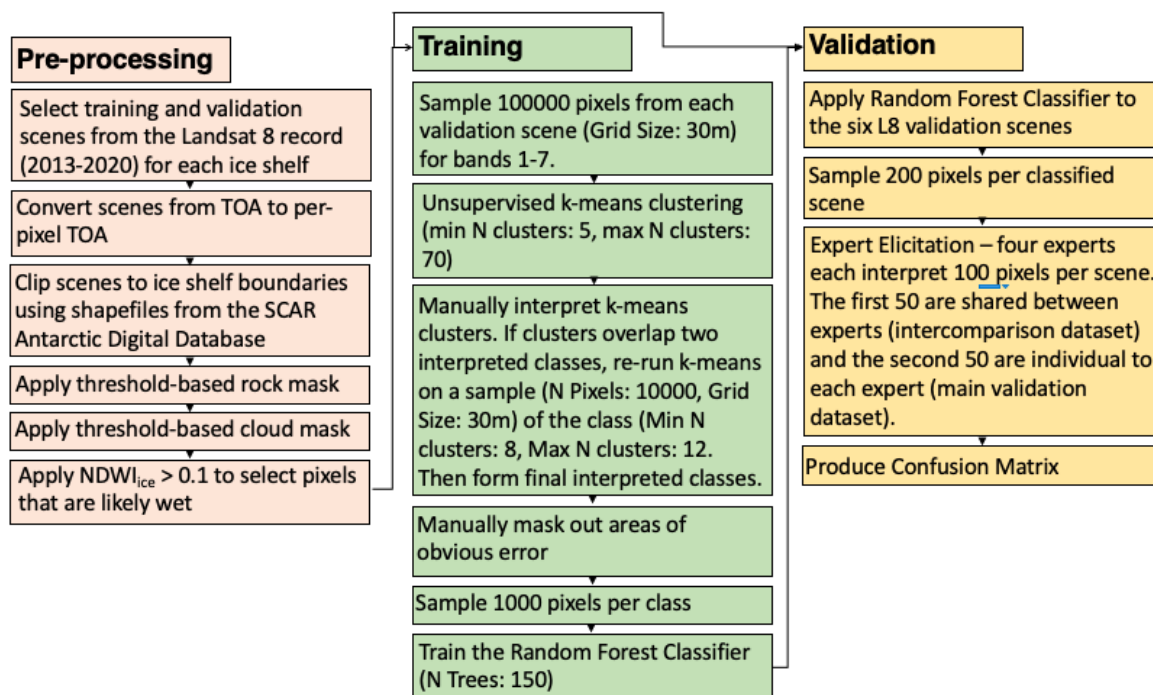 Pre-processing
Select training and validation
scenes from the Landsat 8 record
(2013-2020) for each ice shelf
Convert scenes from TOA to per-
pixel TOA
Clip scenes to ice shelf boundaries
using shapefiles from the SCAR
Antarctic Digital Database
Apply threshold-based rock mask
Apply threshold-based cloud mask
Apply NDWIice > 0.1 to select pixels
that are likely wet
Training
Sample 100000 pixels from each
validation scene (Grid Size: 30m)
for bands 1-7.
Unsupervised k-means clustering
(min N clusters: 5, max N clusters:
70)
Manually interpret k-means
clusters. If clusters overlap two
interpreted classes, re-run k-means
on a sample (N Pixels: 10000, Grid
Size: 30m) of the class (Min N
clusters: 8, Max N clusters: 12.
Then form final interpreted classes.
Manually mask out areas of
obvious error
Sample 1000 pixels per class
Train the Random Forest Classifier
(N Trees: 150)
Validation
Apply Random Forest Classifier to
the six L8 validation scenes
Sample 200 pixels per classified
scene
Expert Elicitation – four experts
each interpret 100 pixels per scene.
The first 50 are shared between
experts (intercomparison dataset)
and the second 50 are individual to
each expert (main validation
dataset).
Produce Confusion Matrix